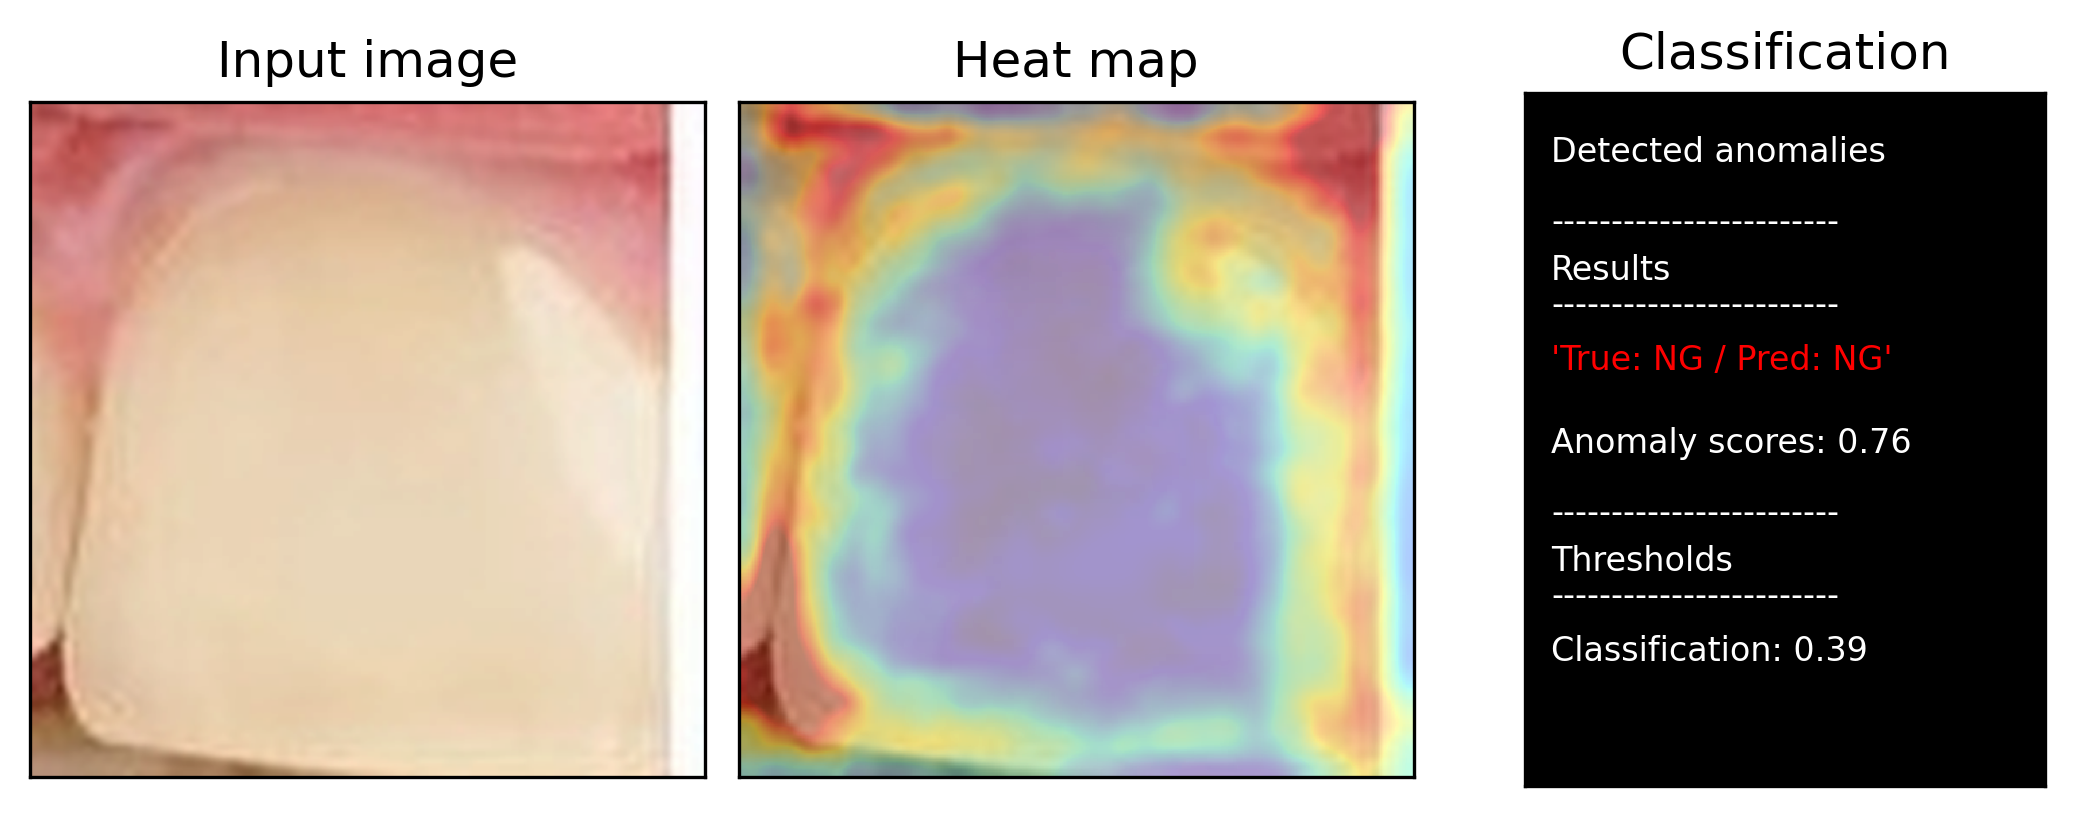 Input image
Heat map
Classification
Detected anomalies
------------------------
Results
------------------------
'True: NG / Pred: NG'
Anomaly scores: 0.76
------------------------
Thresholds
------------------------
Classification: 0.39